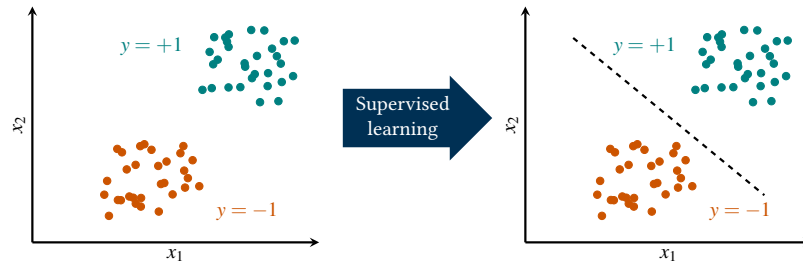 y = +1
x₂
y = −1
x₁
Supervised
learning
y = +1
x₂
y = −1
x₁